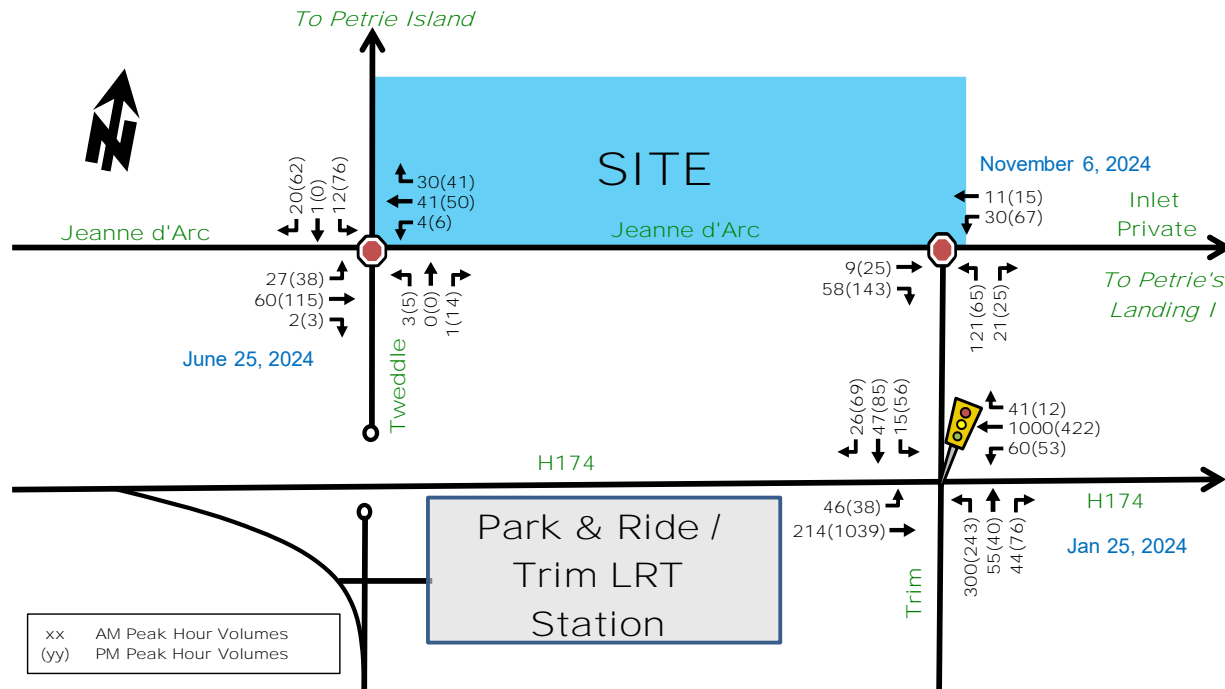 To Petrie Island
N
SITE
November 6, 2024
20(62)
1(0)
12(76)
30(41)
41(50)
4(6)
11(15)
30(67)
Inlet
Private
Jeanne d'Arc
Jeanne d'Arc
27(38)
60(115)
2(3)
3(5)
0(0)
1(14)
9(25)
58(143)
121(65)
21(25)
To Petrie's
Landing I
June 25, 2024
Tweddle
26(69)
47(85)
15(56)
41(12)
1000(422)
60(53)
H174
H174
46(38)
214(1039)
300(243)
55(40)
44(76)
Jan 25, 2024
Trim
Park & Ride /
Trim LRT
Station
xx AM Peak Hour Volumes
(yy) PM Peak Hour Volumes